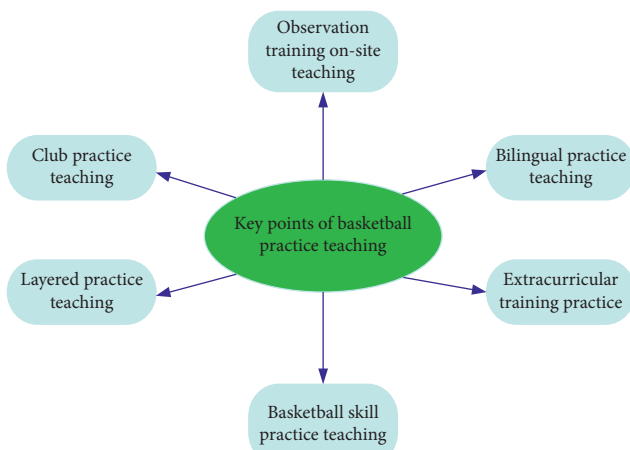 Observation
training on-site
teaching
Club practice
teaching
Bilingual practice
teaching
Key points of basketball
practice teaching
Layered practice
teaching
Extracurricular
training practice
Basketball skill
practice teaching